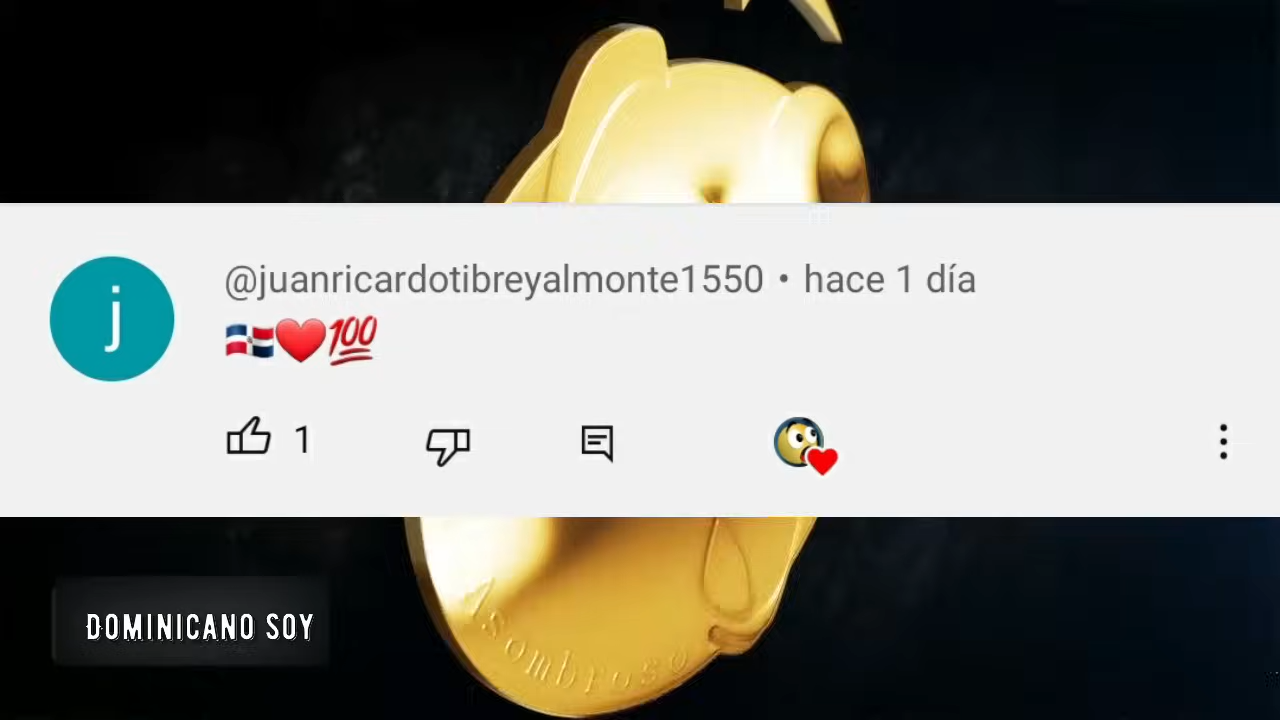 j
@juanricardotibreyalmonte1550 • hace 1 día
🇩🇴❤️💯
1
DOMINICANO SOY
Asombroso